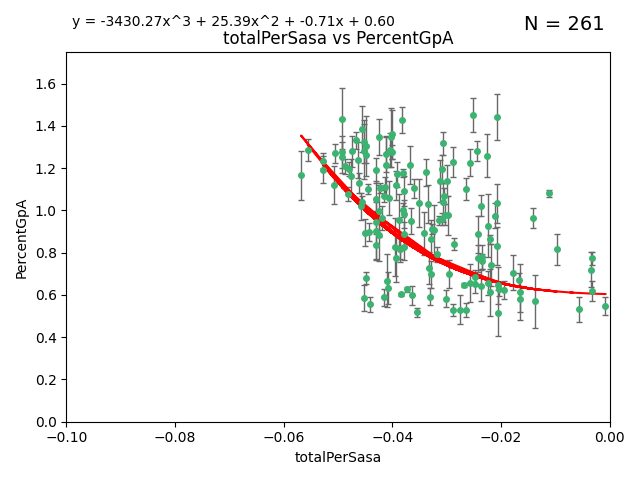 y = -3430.27x^3 + 25.39x^2 + -0.71x + 0.60
N = 261
totalPerSasa vs PercentGpA
PercentGpA
1.6
1.4
1.2
1.0
0.8
0.6
0.4
0.2
0.0
−0.10 −0.08 −0.06 −0.04 −0.02 0.00
totalPerSasa